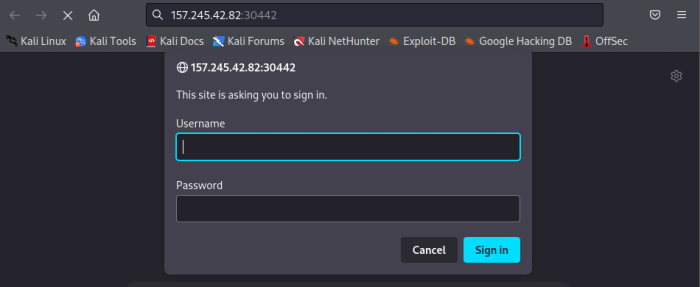 157.245.42.82:30442
Kali Linux Kali Tools Kali Docs Kali Forums Kali NetHunter Exploit-DB Google Hacking DB OffSec
157.245.42.82:30442
This site is asking you to sign in.
Username
Password
Cancel Sign in